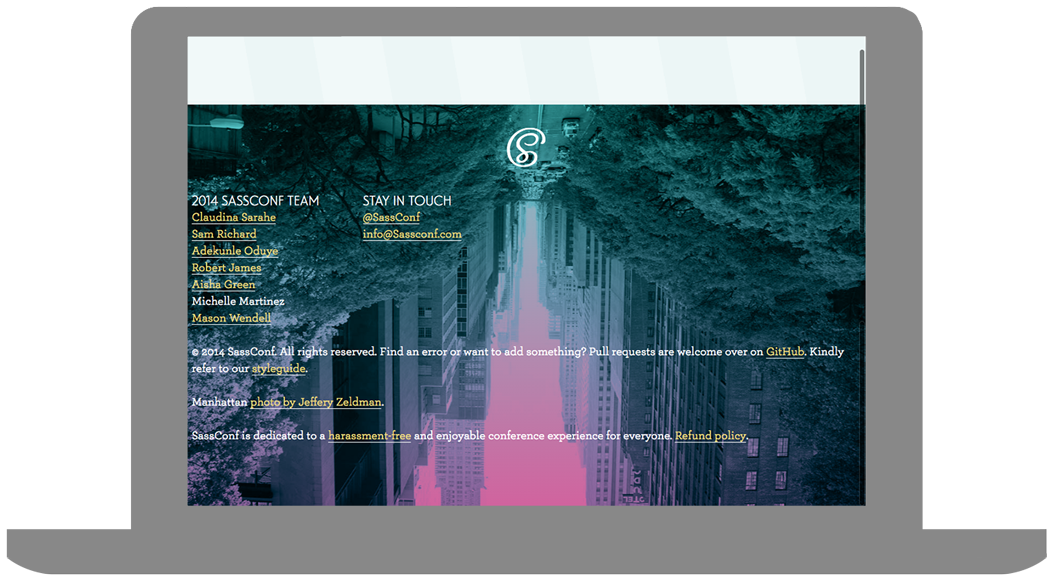 2014 SASSCONF TEAM
Claudina Sarahe
Sam Richard
Adekunle Oduye
Robert James
Aisha Green
Michelle Martinez
Mason Wendell
STAY IN TOUCH
@SassConf
info@Sassconf.com
© 2014 SassConf. All rights reserved. Find an error or want to add something? Pull requests are welcome over on GitHub. Kindly
refer to our styleguide.
Manhattan photo by Jeffery Zeldman.
SassConf is dedicated to a harassment-free and enjoyable conference experience for everyone. Refund policy.